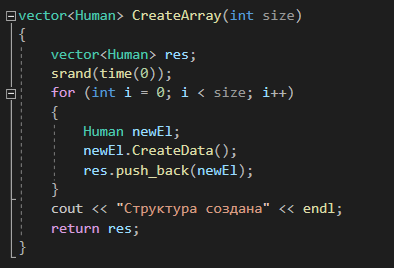 vector<Human> CreateArray(int size)
{
    vector<Human> res;
    srand(time(0));
    for (int i = 0; i < size; i++)
    {
        Human newEl;
        newEl.CreateData();
        res.push_back(newEl);
    }
    cout << "Структура создана" << endl;
    return res;
}